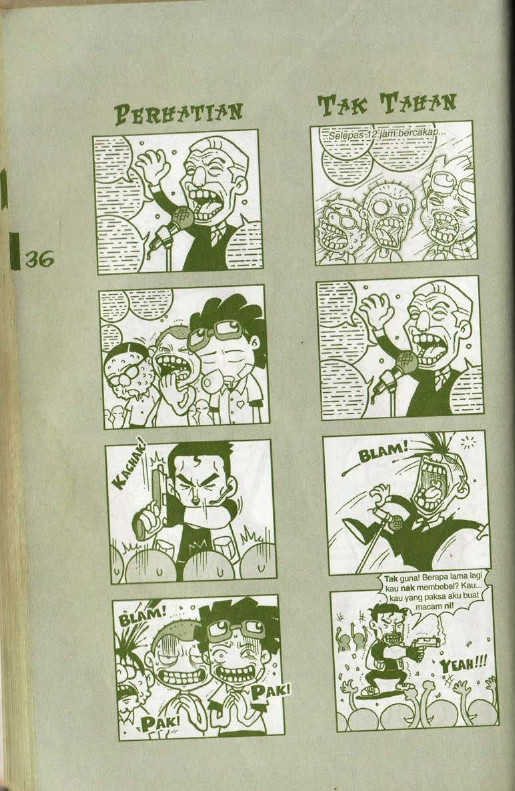 PERHATIAN
KACHAK!
BLAM!
PAK!
PAK!
TAK TAHAN
Selepas 12 jam bercakap...
BLAM!
Tak guna! Berapa lama lagi
kau nak membebel? Kau...
kau yang paksa aku buat
macam ni!
YEAH!!!
36